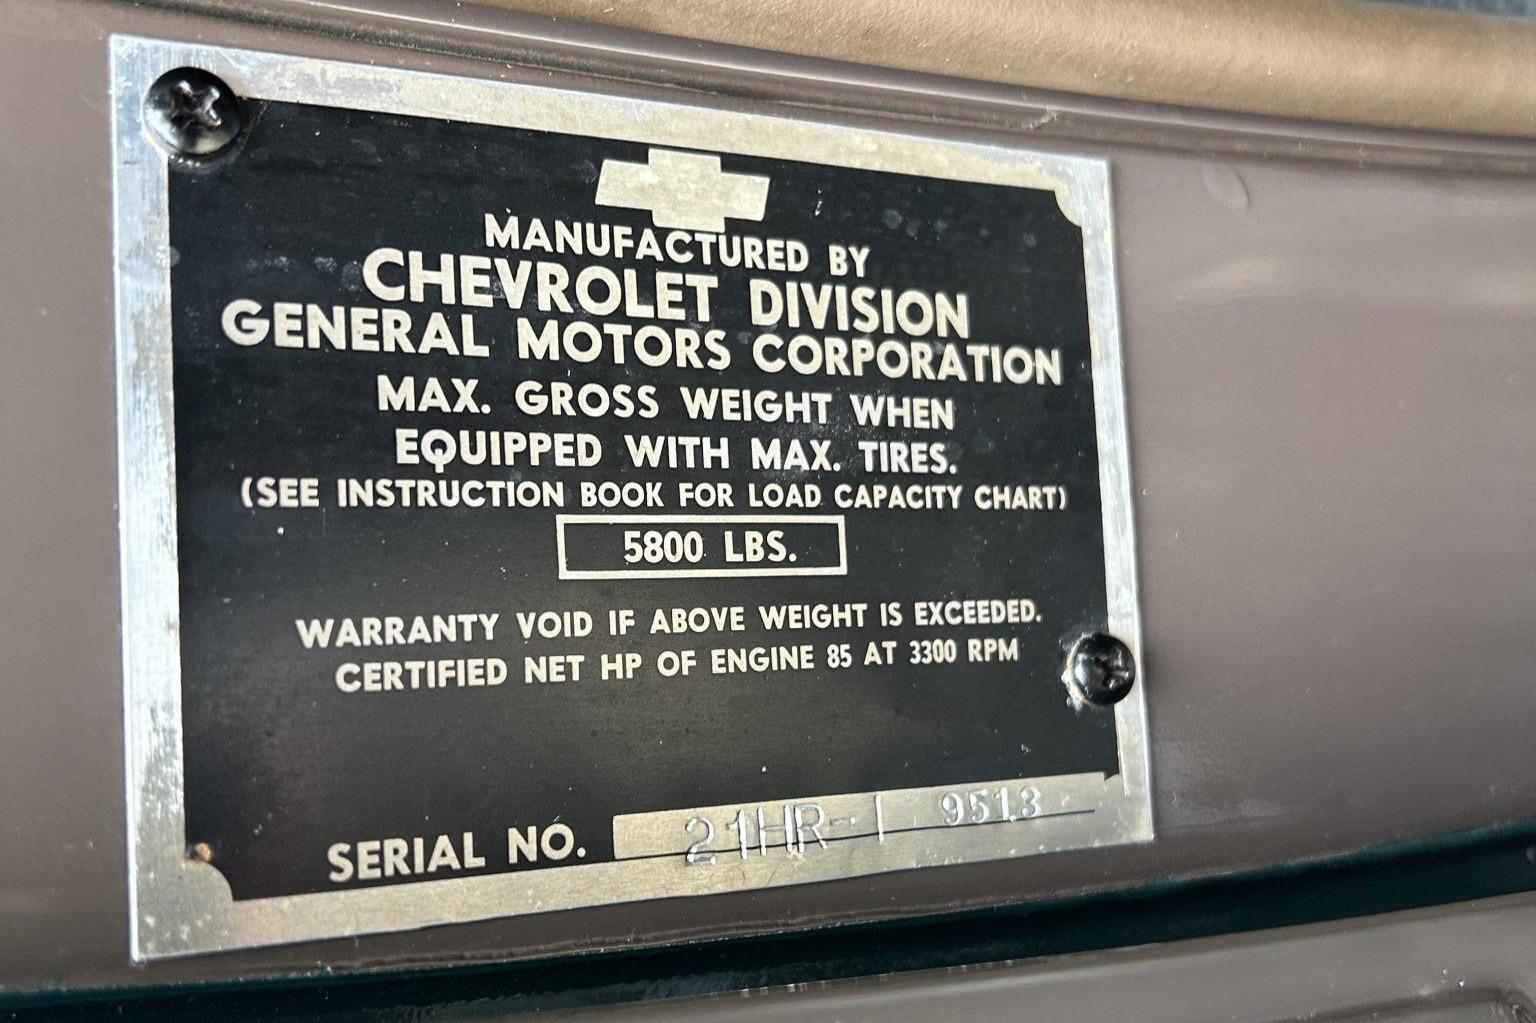 MANUFACTURED BY
CHEVROLET DIVISION
GENERAL MOTORS CORPORATION
MAX. GROSS WEIGHT WHEN
EQUIPPED WITH MAX. TIRES.
(SEE INSTRUCTION BOOK FOR LOAD CAPACITY CHART)
5800 LBS.
WARRANTY VOID IF ABOVE WEIGHT IS EXCEEDED.
CERTIFIED NET HP OF ENGINE 85 AT 3300 RPM
SERIAL NO. 21HR-1 9513